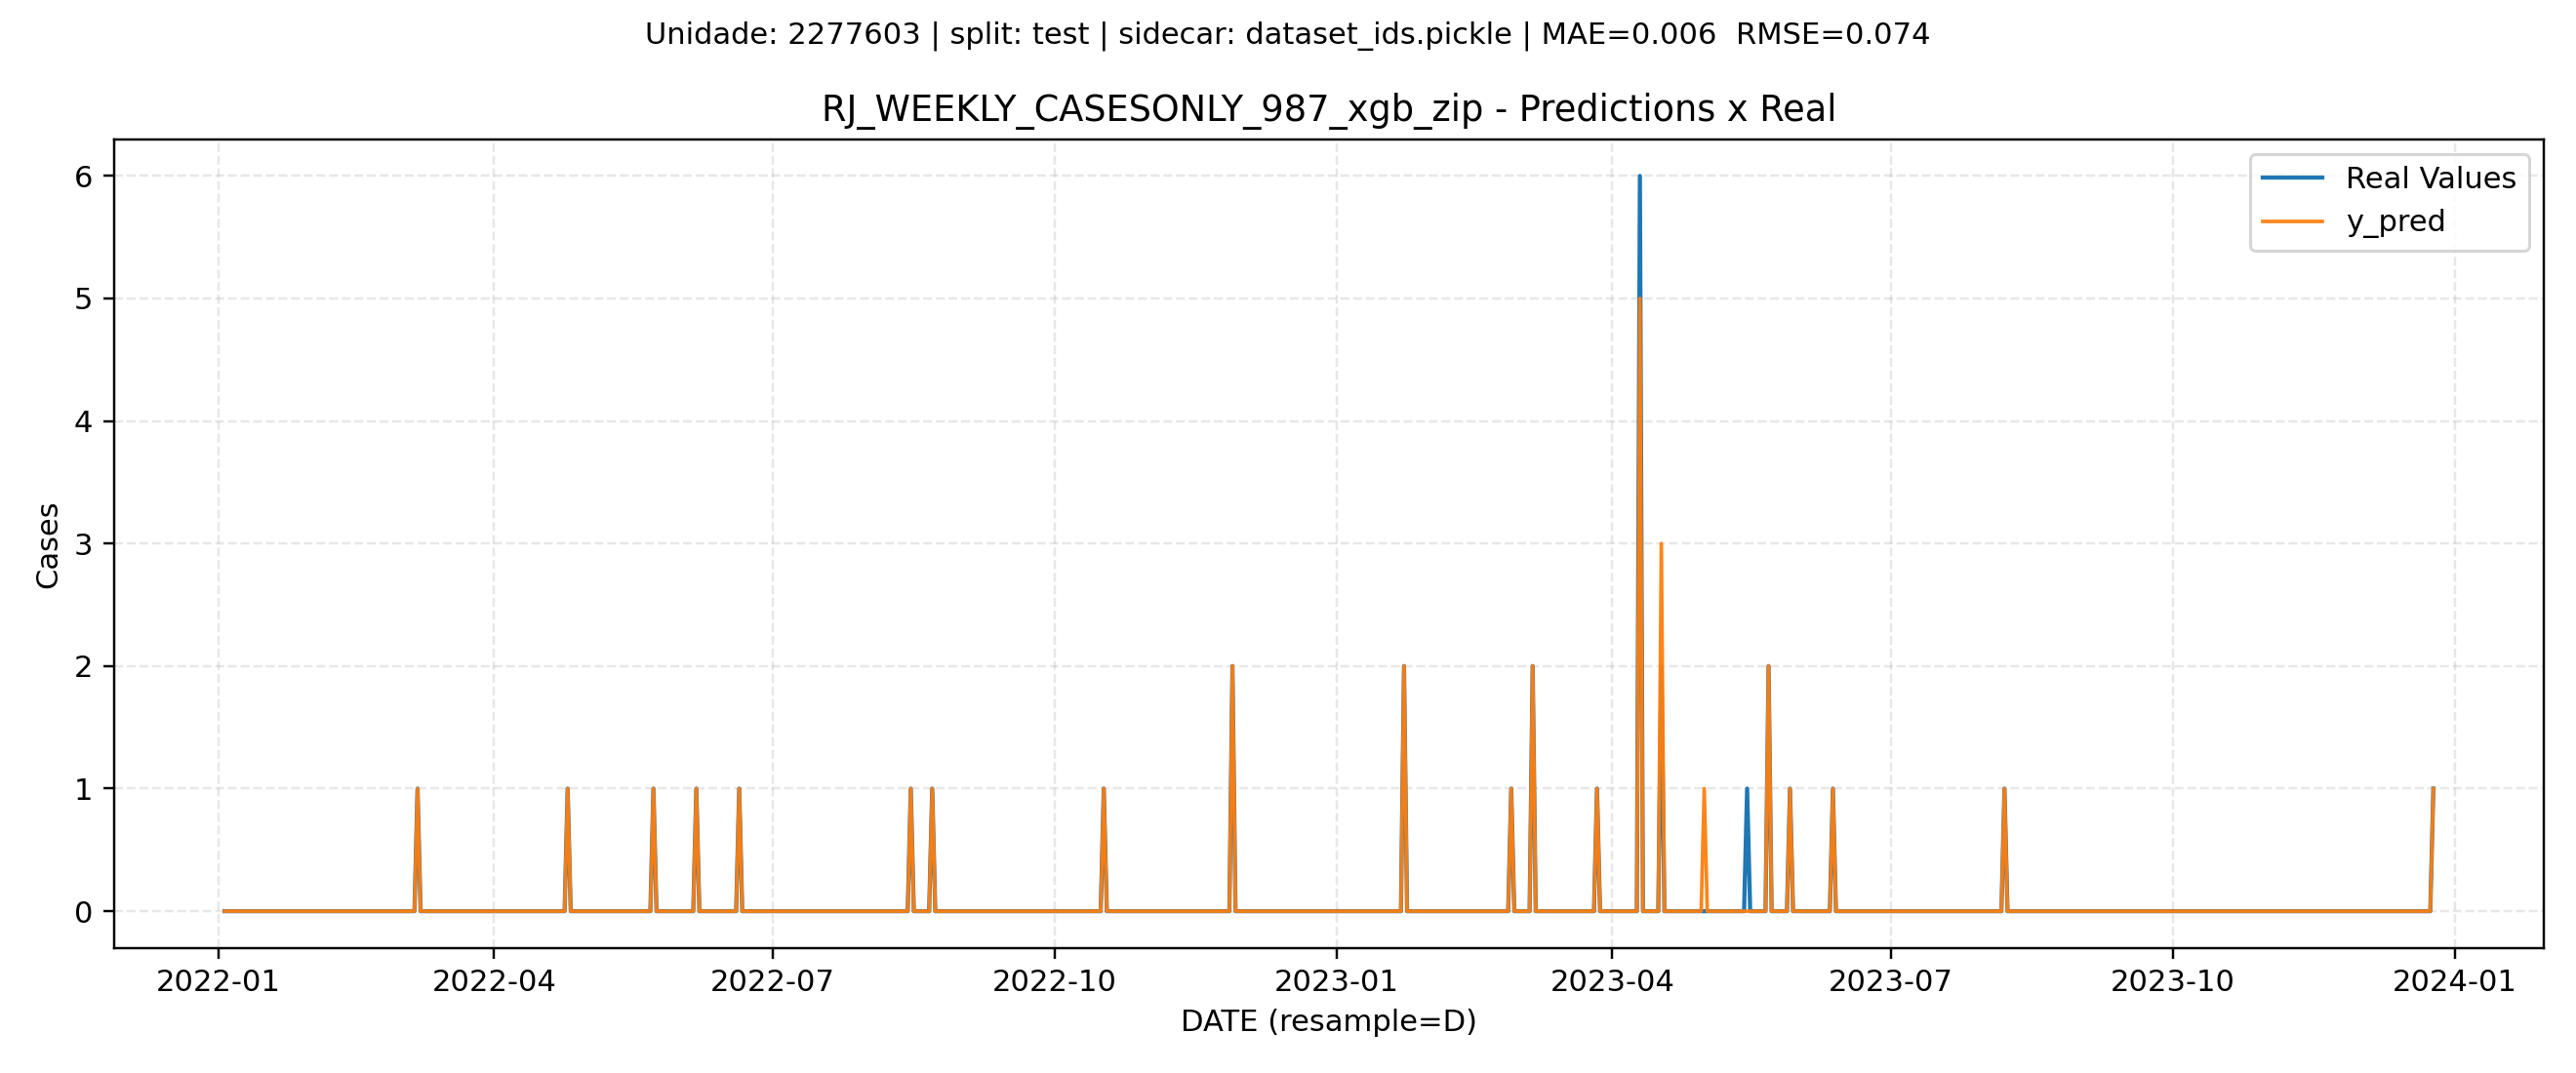 Unidade: 2277603 | split: test | sidecar: dataset_ids.pickle | MAE=0.006  RMSE=0.074
RJ_WEEKLY_CASESONLY_987_xgb_zip - Predictions x Real
Real Values
y_pred
Cases
6
5
4
3
2
1
0
2022-01 2022-04 2022-07 2022-10 2023-01 2023-04 2023-07 2023-10 2024-01
DATE (resample=D)